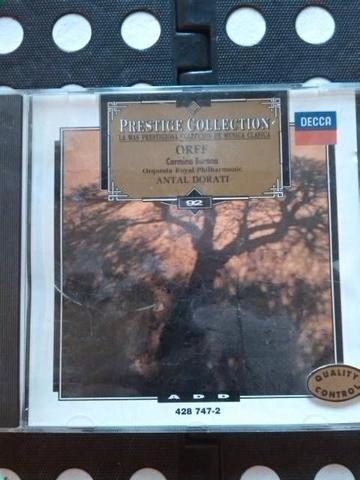 PRESTIGE COLLECTION
LA MAS PRESTIGIOSA COLECCION DE MUSICA CLASICA
ORFF
Carmina Burana
Orquesta Royal Philharmonic
ANTAL DORATI
DECCA
92
QUALITY
CONTROL
ADD
428 747-2